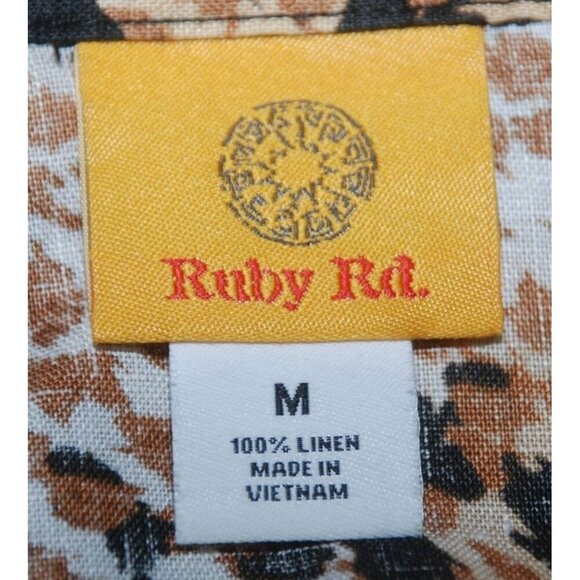 Ruby Rd.
M
100% LINEN
MADE IN
VIETNAM